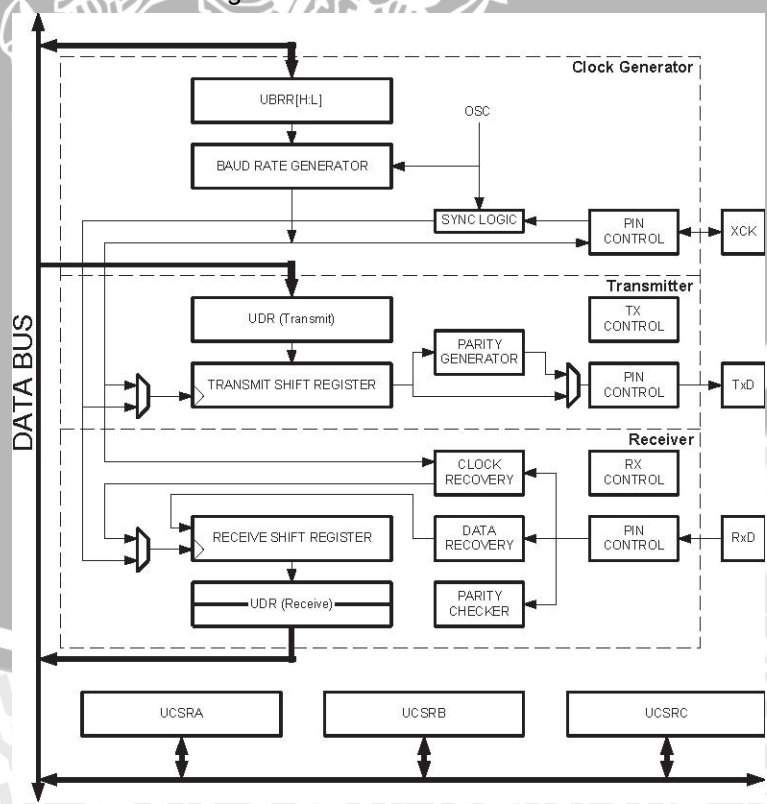 Clock Generator
UBRR[H:L]
OSC
BAUD RATE GENERATOR
SYNC LOGIC
PIN
CONTROL
XCK
Transmitter
UDR (Transmit)
TX
CONTROL
PARITY
GENERATOR
TRANSMIT SHIFT REGISTER
PIN
CONTROL
TxD
DATA BUS
Receiver
CLOCK
RECOVERY
RX
CONTROL
RECEIVE SHIFT REGISTER
DATA
RECOVERY
PIN
CONTROL
RxD
UDR (Receive)
PARITY
CHECKER
UCSRA
UCSRB
UCSRC